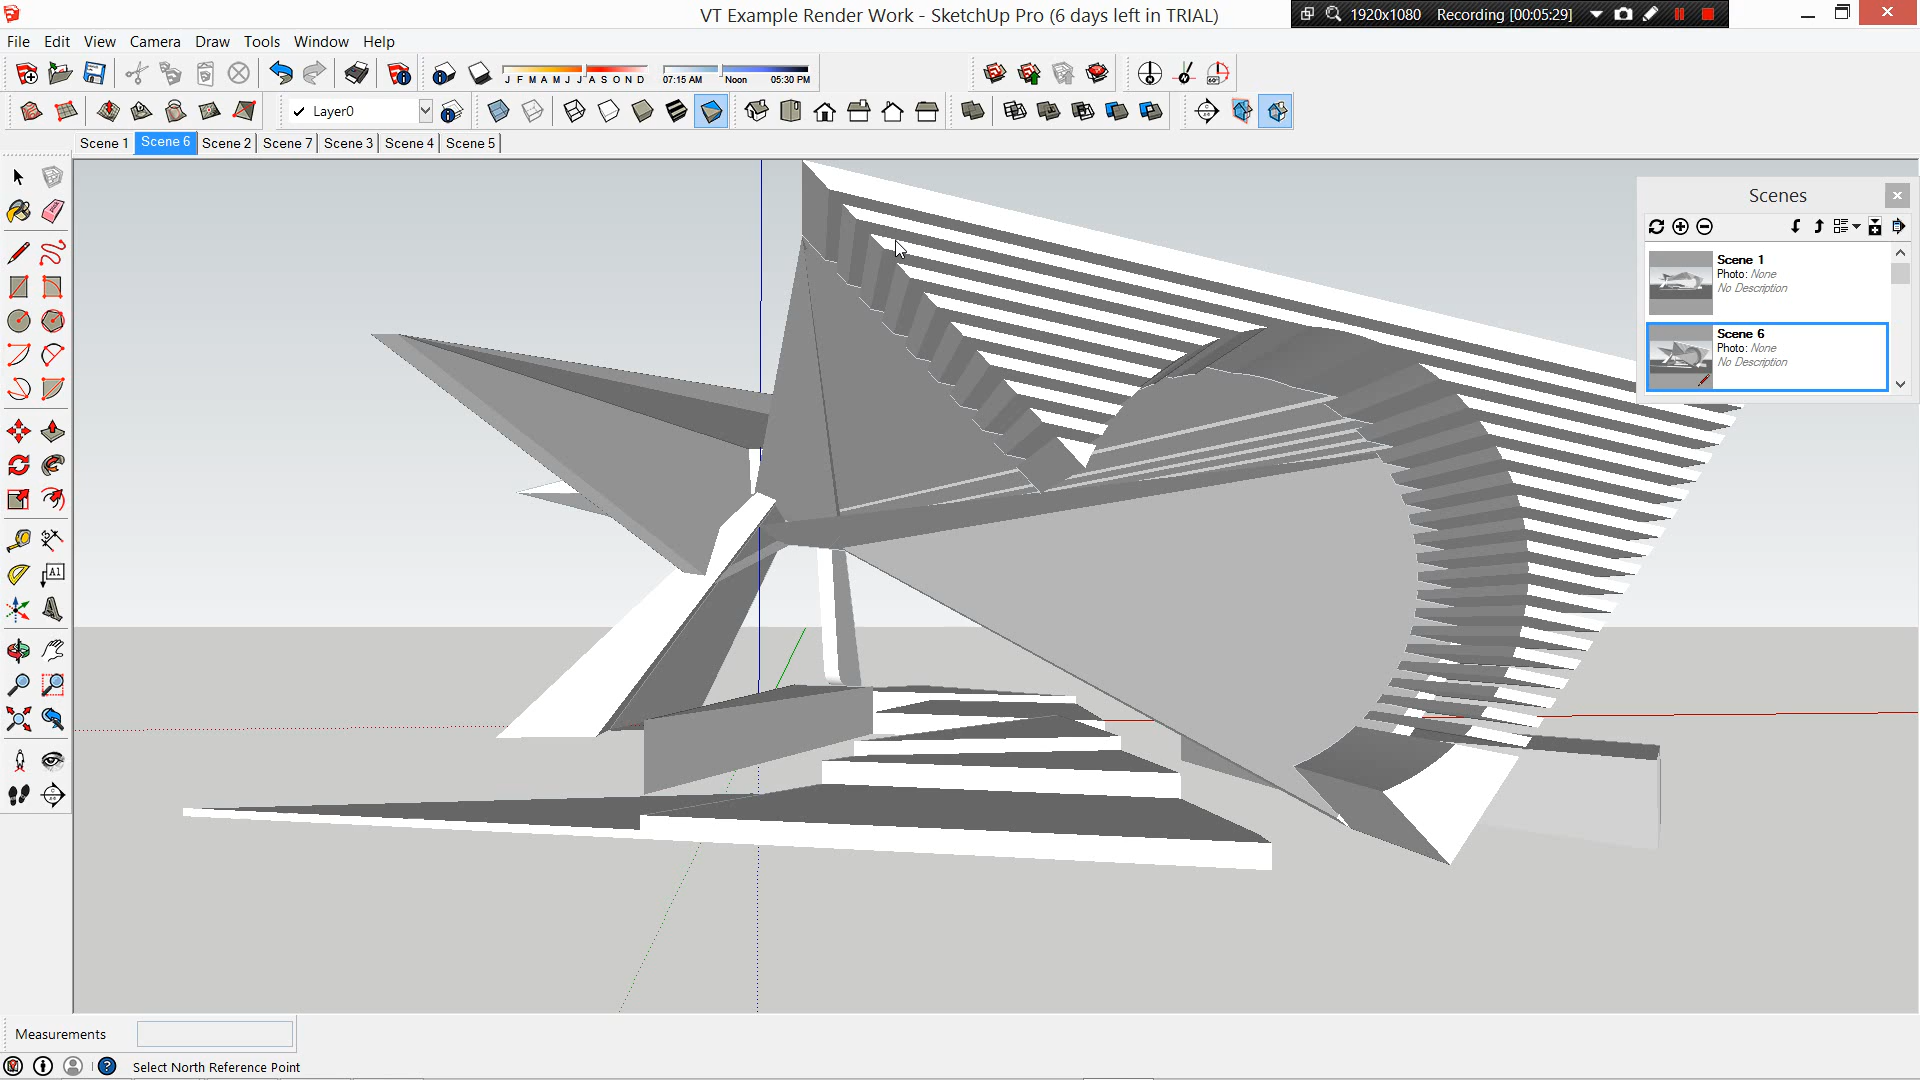 VT Example Render Work - SketchUp Pro (6 days left in TRIAL)
1920x1080 Recording [00:05:29]
File Edit View Camera Draw Tools Window Help
J F M A M J J A S O N D
07:15 AM Noon 05:30 PM
60°
Layer0
Scene 1 Scene 6 Scene 2 Scene 7 Scene 3 Scene 4 Scene 5
Scenes
Scene 1
Photo: None
No Description
Scene 6
Photo: None
No Description
A1
Measurements
Select North Reference Point